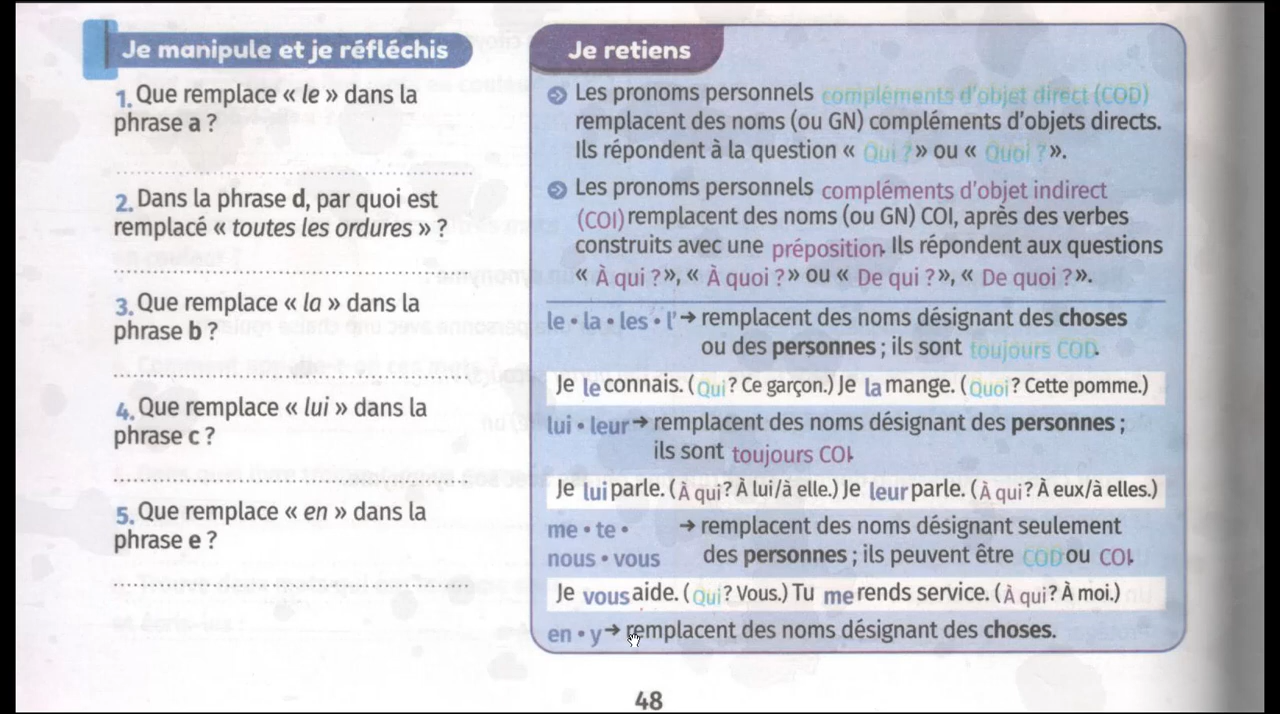 Je manipule et je réfléchis
1. Que remplace « le » dans la
phrase a ?
2. Dans la phrase d, par quoi est
remplacé « toutes les ordures » ?
3. Que remplace « la » dans la
phrase b ?
4. Que remplace « lui » dans la
phrase c ?
5. Que remplace « en » dans la
phrase e ?
Je retiens
Les pronoms personnels compléments d'objet direct (COD)
remplacent des noms (ou GN) compléments d'objets directs.
Ils répondent à la question « Qui ? » ou « Quoi ? ».
Les pronoms personnels compléments d'objet indirect
(COI) remplacent des noms (ou GN) COI, après des verbes
construits avec une préposition. Ils répondent aux questions
« À qui ? », « À quoi ? » ou « De qui ? », « De quoi ? ».
le • la • les • l' → remplacent des noms désignant des choses
ou des personnes ; ils sont toujours COD.
Je le connais. (Qui ? Ce garçon.) Je la mange. (Quoi ? Cette pomme.)
lui • leur → remplacent des noms désignant des personnes ;
ils sont toujours COI.
Je lui parle. (À qui ? À lui/à elle.) Je leur parle. (À qui ? À eux/à elles.)
me • te • → remplacent des noms désignant seulement
nous • vous des personnes ; ils peuvent être COD ou COI.
Je vous aide. (Qui ? Vous.) Tu me rends service. (À qui ? À moi.)
en • y → remplacent des noms désignant des choses.
48